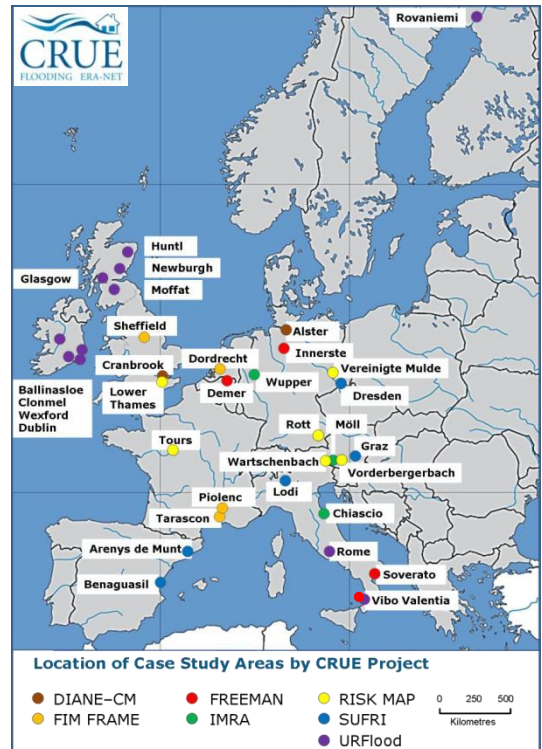 CRUE
FLOODING ERA-NET
Rovaniemi
Huntl
Glasgow
Newburgh
Moffat
Sheffield
Alster
Innerste
Cranbrook
Dordrecht
Vereinigte Mulde
Wupper
Dresden
Demer
Lower
Thames
Ballinasloe
Clonmel
Wexford
Dublin
Rott
Möll
Graz
Tours
Wartschenbach
Vorderbergerbach
Lodi
Piolenc
Chiascio
Tarascon
Arenys de Munt
Rome
Soverato
Benaguasil
Vibo Valentia
Location of Case Study Areas by CRUE Project
DIANE-CM
FREEMAN
RISK MAP
0 250 500
Kilometres
FIM FRAME
IMRA
SUFRI
URFlood